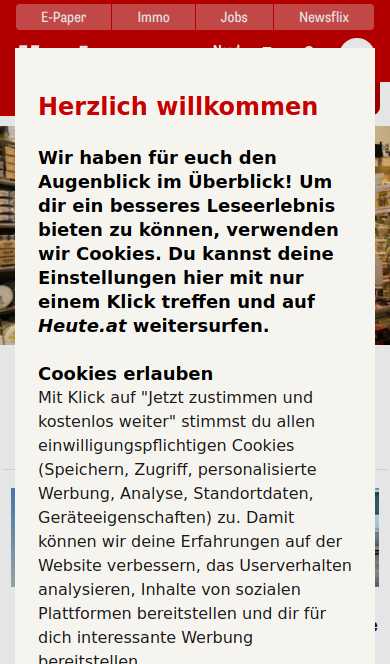 E-Paper Immo Jobs Newsflix
Herzlich willkommen
Wir haben für euch den
Augenblick im Überblick! Um
dir ein besseres Leseerlebnis
bieten zu können, verwenden
wir Cookies. Du kannst deine
Einstellungen hier mit nur
einem Klick treffen und auf
Heute.at weitersurfen.
Cookies erlauben
Mit Klick auf "Jetzt zustimmen und
kostenlos weiter" stimmst du allen
einwilligungspflichtigen Cookies
(Speichern, Zugriff, personalisierte
Werbung, Analyse, Standortdaten,
Geräteeigenschaften) zu. Damit
können wir deine Erfahrungen auf der
Website verbessern, das Userverhalten
analysieren, Inhalte von sozialen
Plattformen bereitstellen und dir für
dich interessante Werbung
bereitstellen